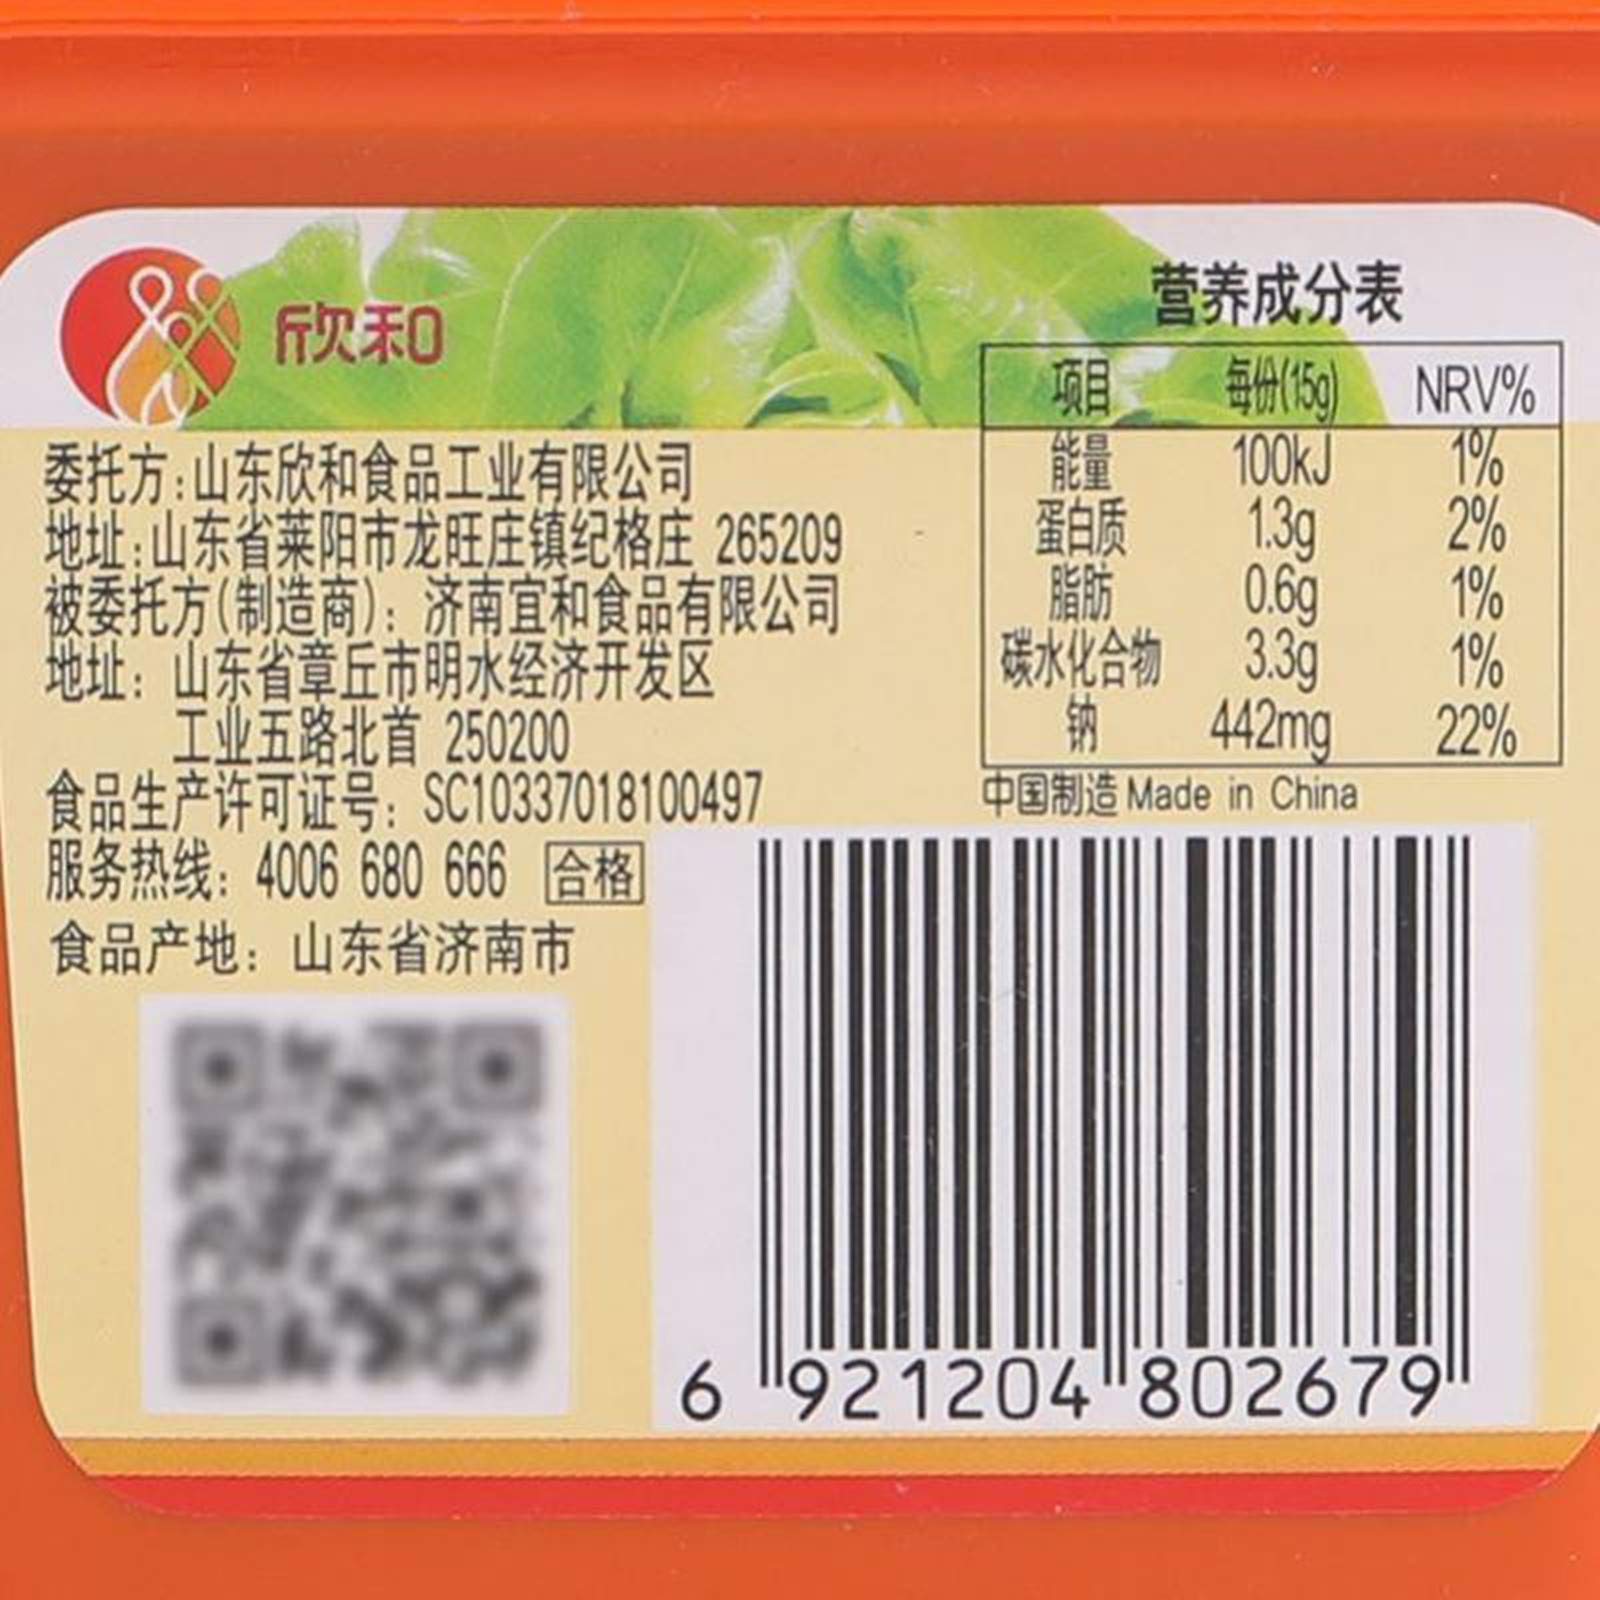 欣和
委托方:山东欣和食品工业有限公司
地址:山东省莱阳市龙旺庄镇纪格庄 265209
被委托方(制造商): 济南宜和食品有限公司
地址: 山东省章丘市明水经济开发区
工业五路北首 250200
食品生产许可证号: SC10337018100497
服务热线: 4006 680 666 合格
食品产地: 山东省济南市
营养成分表
项目 每份(15g) NRV%
能量 100kJ 1%
蛋白质 1.3g 2%
脂肪 0.6g 1%
碳水化合物 3.3g 1%
钠 442mg 22%
中国制造 Made in China
6 921204 802679